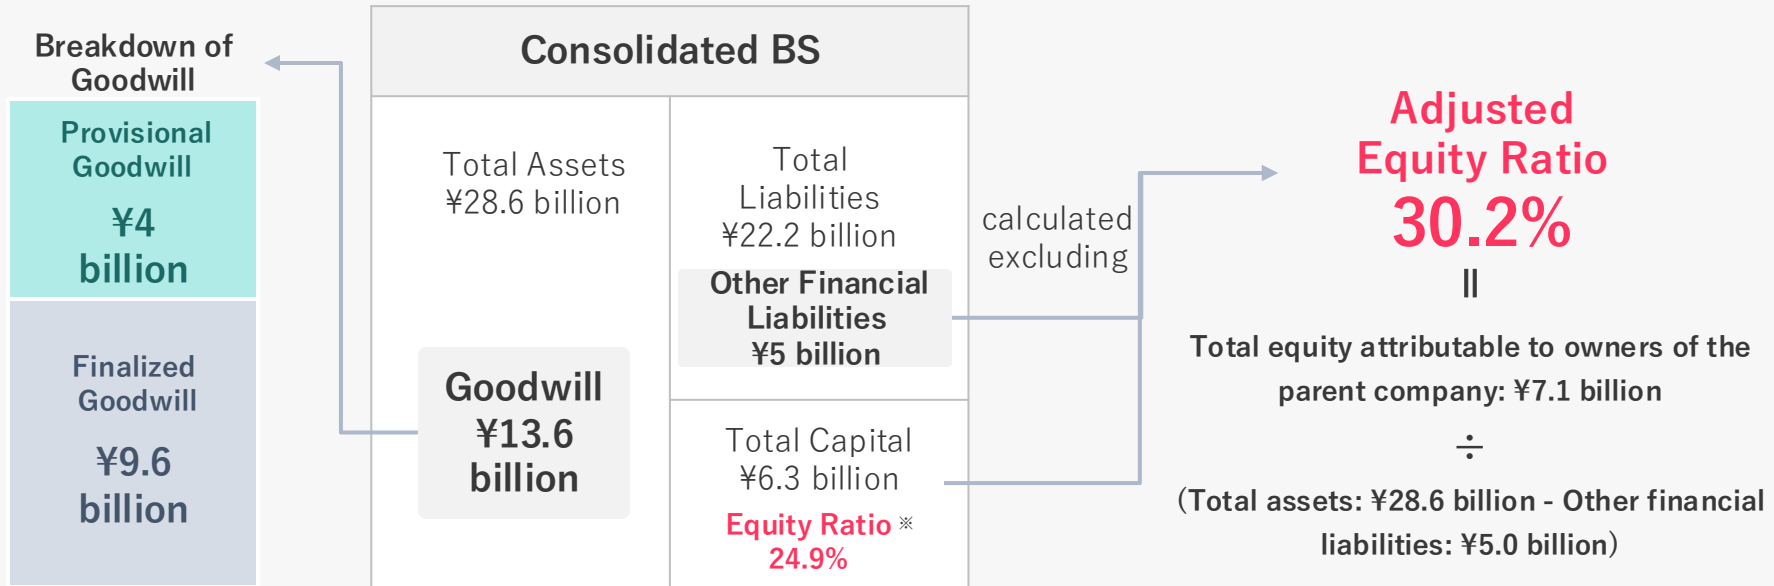 Breakdown of
Goodwill
Provisional
Goodwill
¥4
billion
Finalized
Goodwill
¥9.6
billion
Consolidated BS
Total Assets
¥28.6 billion
Goodwill
¥13.6
billion
Total
Liabilities
¥22.2 billion
Other Financial
Liabilities
¥5 billion
Total Capital
¥6.3 billion
Equity Ratio ※
24.9%
calculated
excluding
Adjusted
Equity Ratio
30.2%
=
Total equity attributable to owners of the
parent company: ¥7.1 billion
÷
(Total assets: ¥28.6 billion - Other financial
liabilities: ¥5.0 billion)